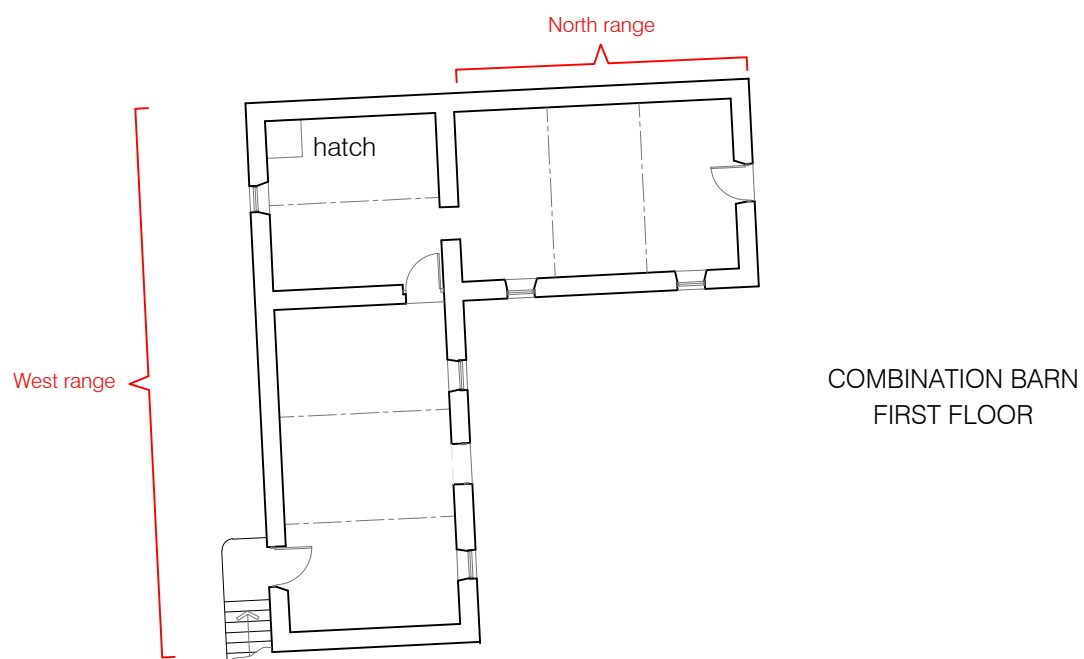 North range
hatch
West range
COMBINATION BARN
FIRST FLOOR